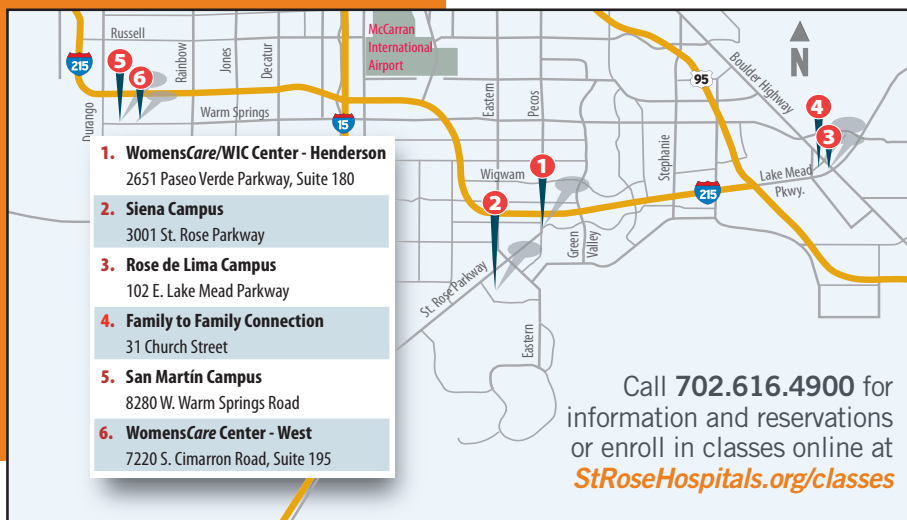 Russell
Rainbow
Jones
Decatur
McCarran
International
Airport
Durango
Warm Springs
215
15
5
6
Eastern
Pecos
Wigwam
Stephanie
95
Boulder Highway
N
4
3
Lake Mead
Pkwy.
215
1
2
Green
Valley
St. Rose Parkway
Eastern
1. WomensCare/WIC Center - Henderson
2651 Paseo Verde Parkway, Suite 180
2. Siena Campus
3001 St. Rose Parkway
3. Rose de Lima Campus
102 E. Lake Mead Parkway
4. Family to Family Connection
31 Church Street
5. San Martín Campus
8280 W. Warm Springs Road
6. WomensCare Center - West
7220 S. Cimarron Road, Suite 195
Call 702.616.4900 for
information and reservations
or enroll in classes online at
StRoseHospitals.org/classes